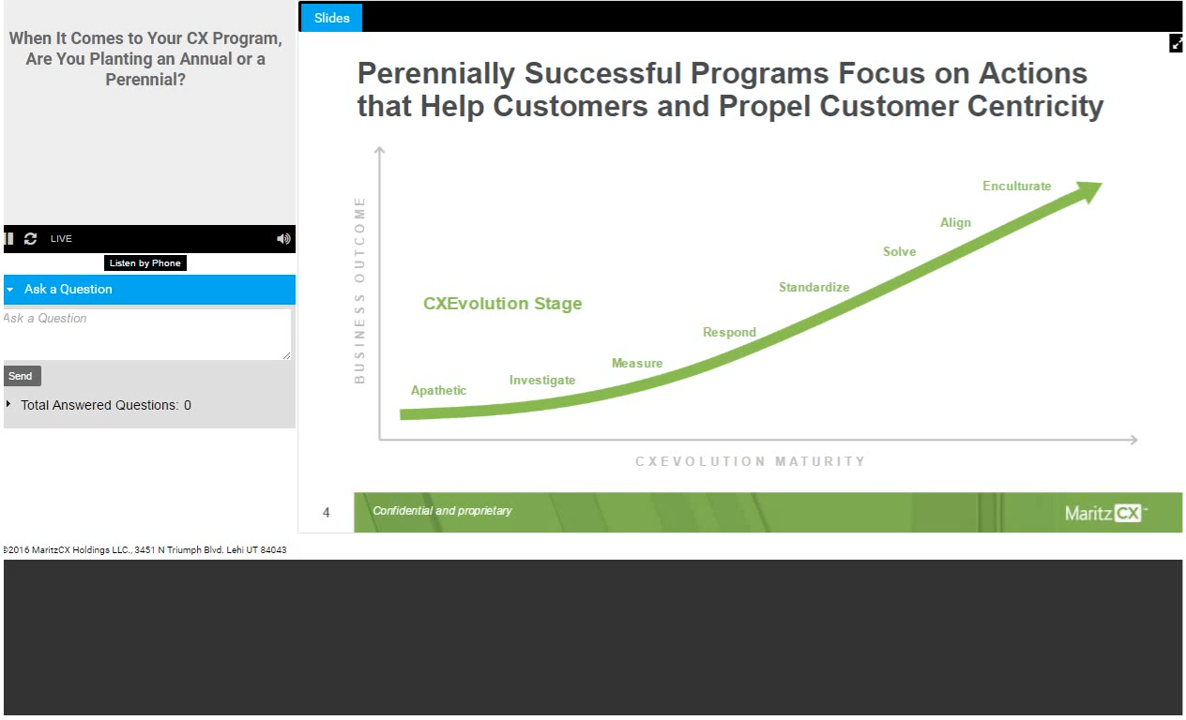 When It Comes to Your CX Program,
Are You Planting an Annual or a
Perennial?
LIVE
Listen by Phone
Ask a Question
Ask a Question
Send
Total Answered Questions: 0
Slides
Perennially Successful Programs Focus on Actions
that Help Customers and Propel Customer Centricity
BUSINESS OUTCOME
CXEvolution Stage
Apathetic
Investigate
Measure
Respond
Standardize
Solve
Align
Enculturate
CXEVOLUTION MATURITY
4
Confidential and proprietary
MaritzCX™
©2016 MaritzCX Holdings LLC., 3451 N Triumph Blvd. Lehi UT 84043